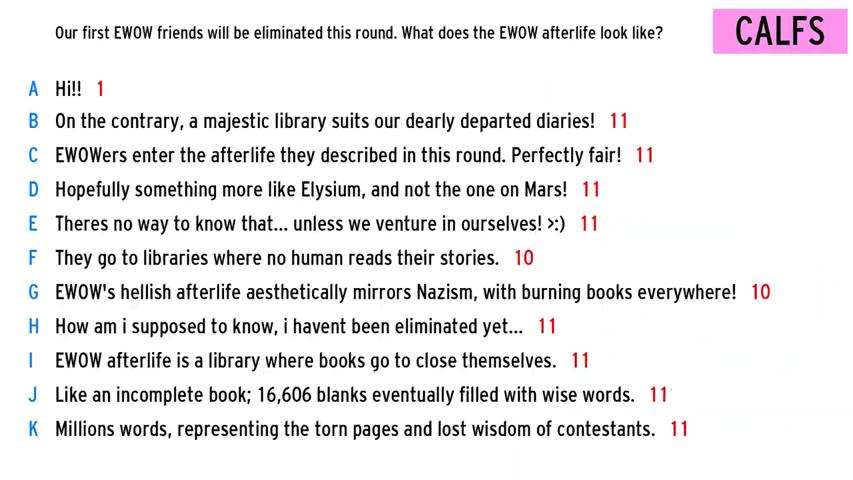 Our first EWOW friends will be eliminated this round. What does the EWOW afterlife look like?
CALFS
A Hi!! 1
B On the contrary, a majestic library suits our dearly departed diaries! 11
C EWOWers enter the afterlife they described in this round. Perfectly fair! 11
D Hopefully something more like Elysium, and not the one on Mars! 11
E Theres no way to know that... unless we venture in ourselves! >:) 11
F They go to libraries where no human reads their stories. 10
G EWOW's hellish afterlife aesthetically mirrors Nazism, with burning books everywhere! 10
H How am i supposed to know, i havent been eliminated yet... 11
I EWOW afterlife is a library where books go to close themselves. 11
J Like an incomplete book; 16,606 blanks eventually filled with wise words. 11
K Millions words, representing the torn pages and lost wisdom of contestants. 11